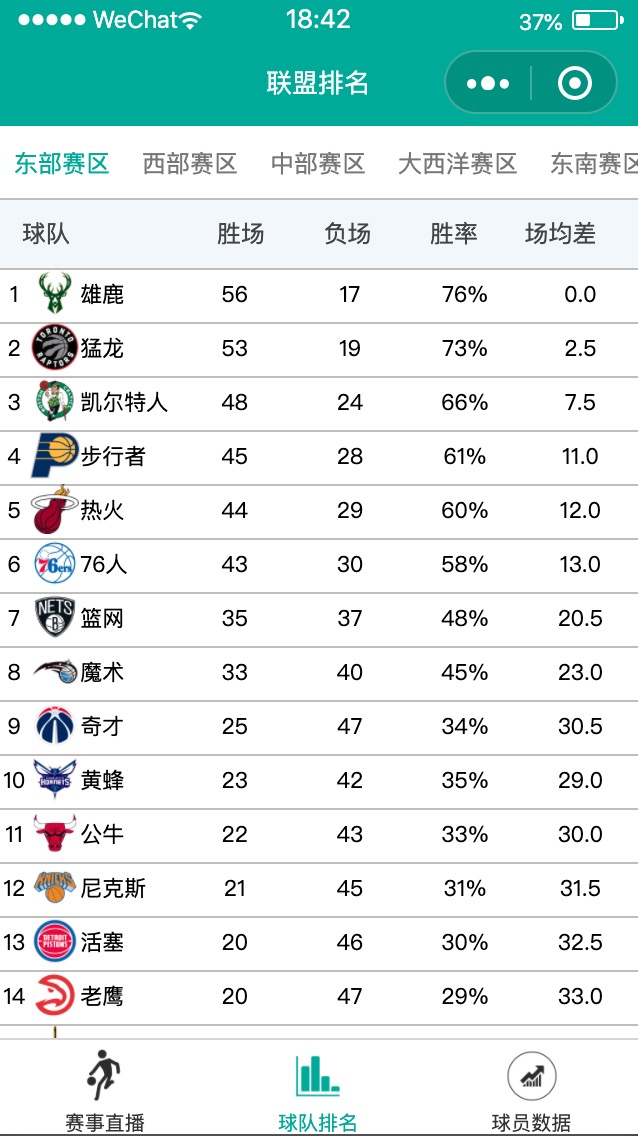 WeChat 18:42 37%
联盟排名
东部赛区 西部赛区 中部赛区 大西洋赛区 东南赛区
球队 胜场 负场 胜率 场均差
1 雄鹿 56 17 76% 0.0
2 TORONTO RAPTORS 猛龙 53 19 73% 2.5
3 凯尔特人 48 24 66% 7.5
4 步行者 45 28 61% 11.0
5 热火 44 29 60% 12.0
6 76ers 76人 43 30 58% 13.0
7 NETS B 篮网 35 37 48% 20.5
8 魔术 33 40 45% 23.0
9 奇才 25 47 34% 30.5
10 HORNETS 黄蜂 23 42 35% 29.0
11 公牛 22 43 33% 30.0
12 KNICKS 尼克斯 21 45 31% 31.5
13 DETROIT PISTONS 活塞 20 46 30% 32.5
14 老鹰 20 47 29% 33.0
赛事直播 球队排名 球员数据